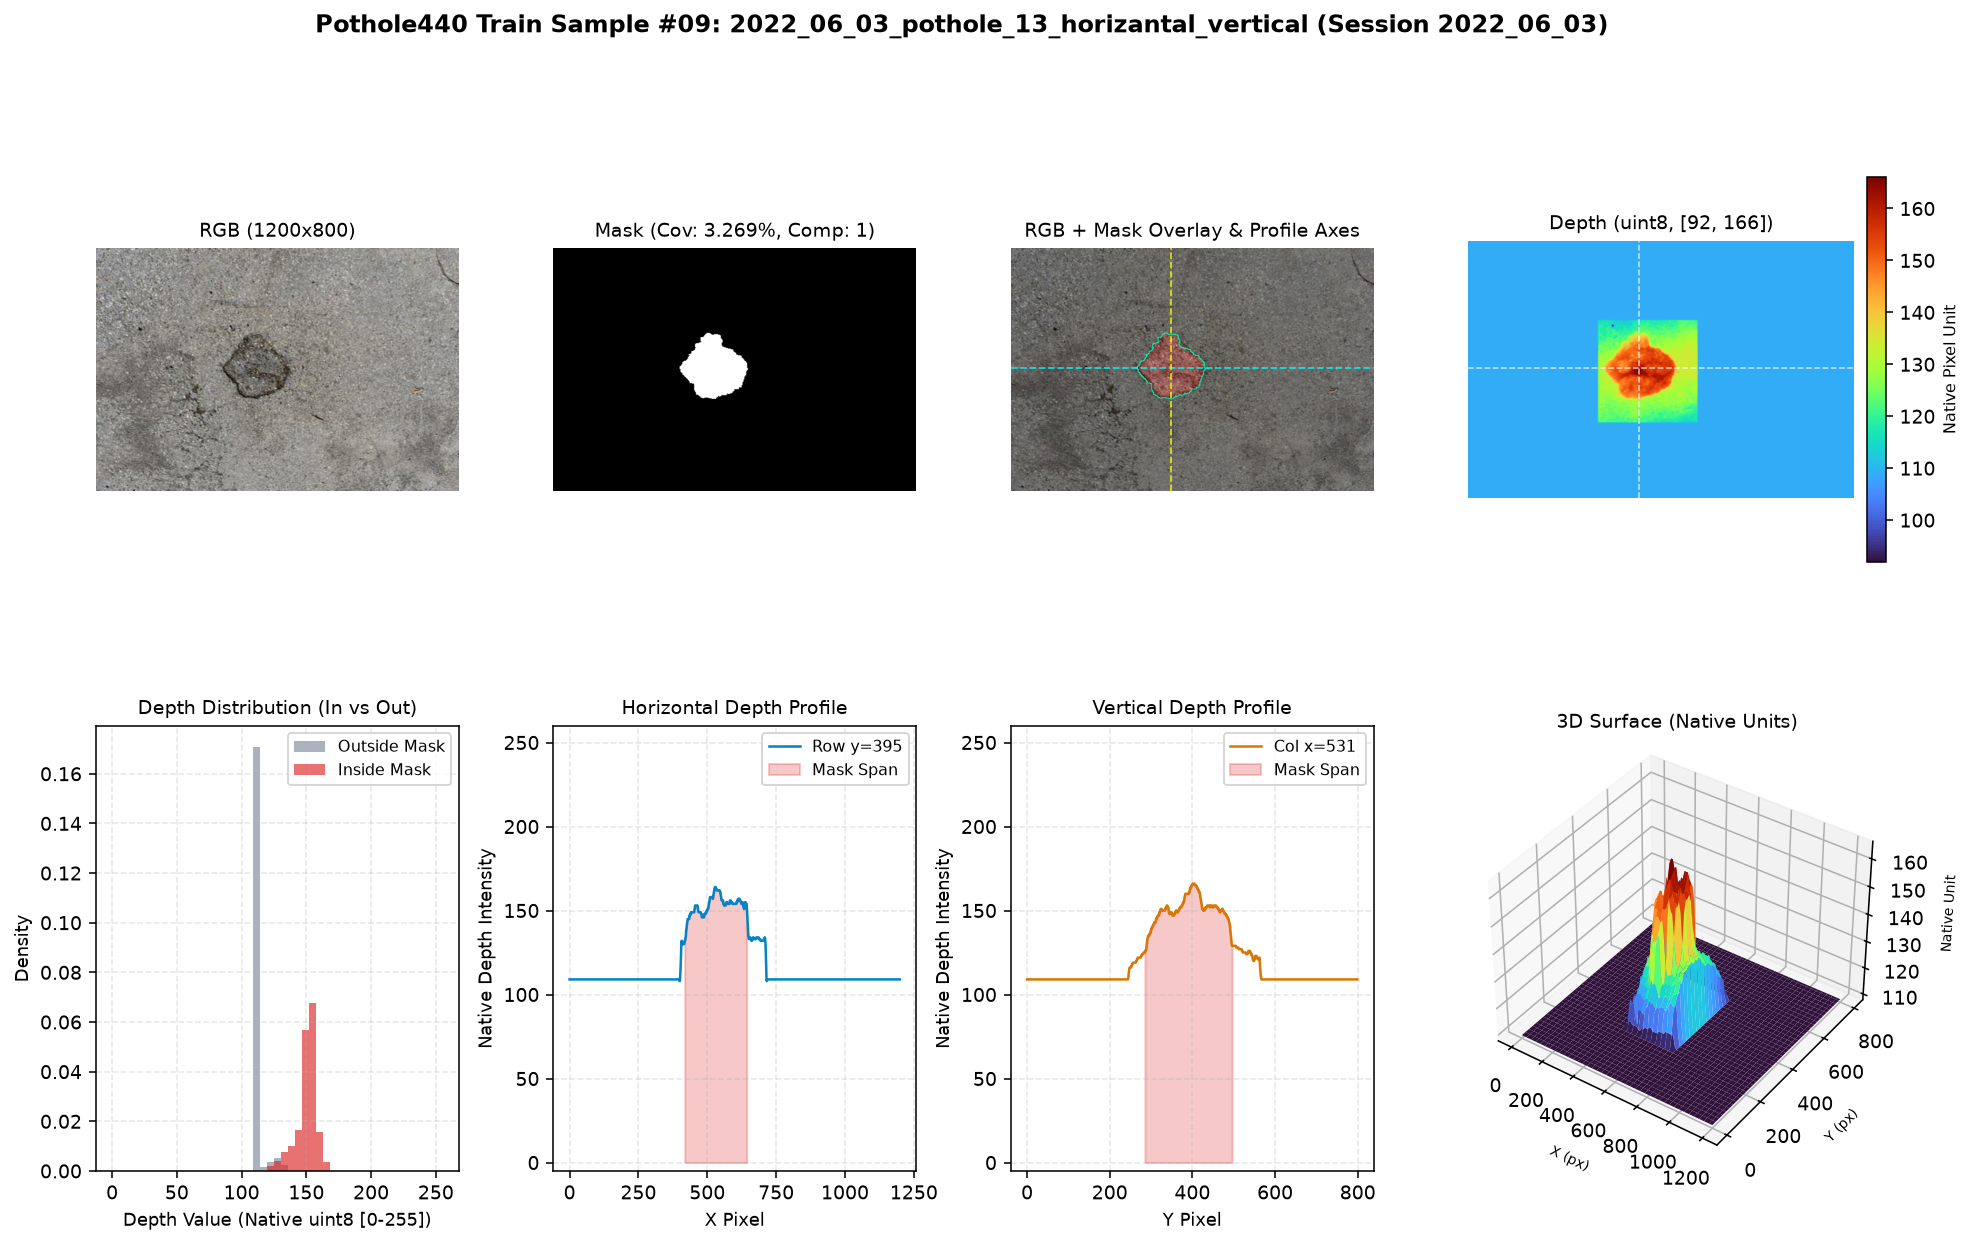 Pothole440 Train Sample #09: 2022_06_03_pothole_13_horizantal_vertical (Session 2022_06_03)
RGB (1200x800)
Mask (Cov: 3.269%, Comp: 1)
RGB + Mask Overlay & Profile Axes
Depth (uint8, [92, 166])
160
150
140
130
120
110
100
Native Pixel Unit
Depth Distribution (In vs Out)
Outside Mask
Inside Mask
0.16
0.14
0.12
0.10
0.08
0.06
0.04
0.02
0.00
Density
0 50 100 150 200 250
Depth Value (Native uint8 [0-255])
Horizontal Depth Profile
Row y=395
Mask Span
250
200
150
100
50
0
Native Depth Intensity
0 250 500 750 1000 1250
X Pixel
Vertical Depth Profile
Col x=531
Mask Span
250
200
150
100
50
0
Native Depth Intensity
0 200 400 600 800
Y Pixel
3D Surface (Native Units)
160
150
140
130
120
110
Native Unit
0 200 400 600 800 1000 1200
X (px)
0 200 400 600 800
Y (px)